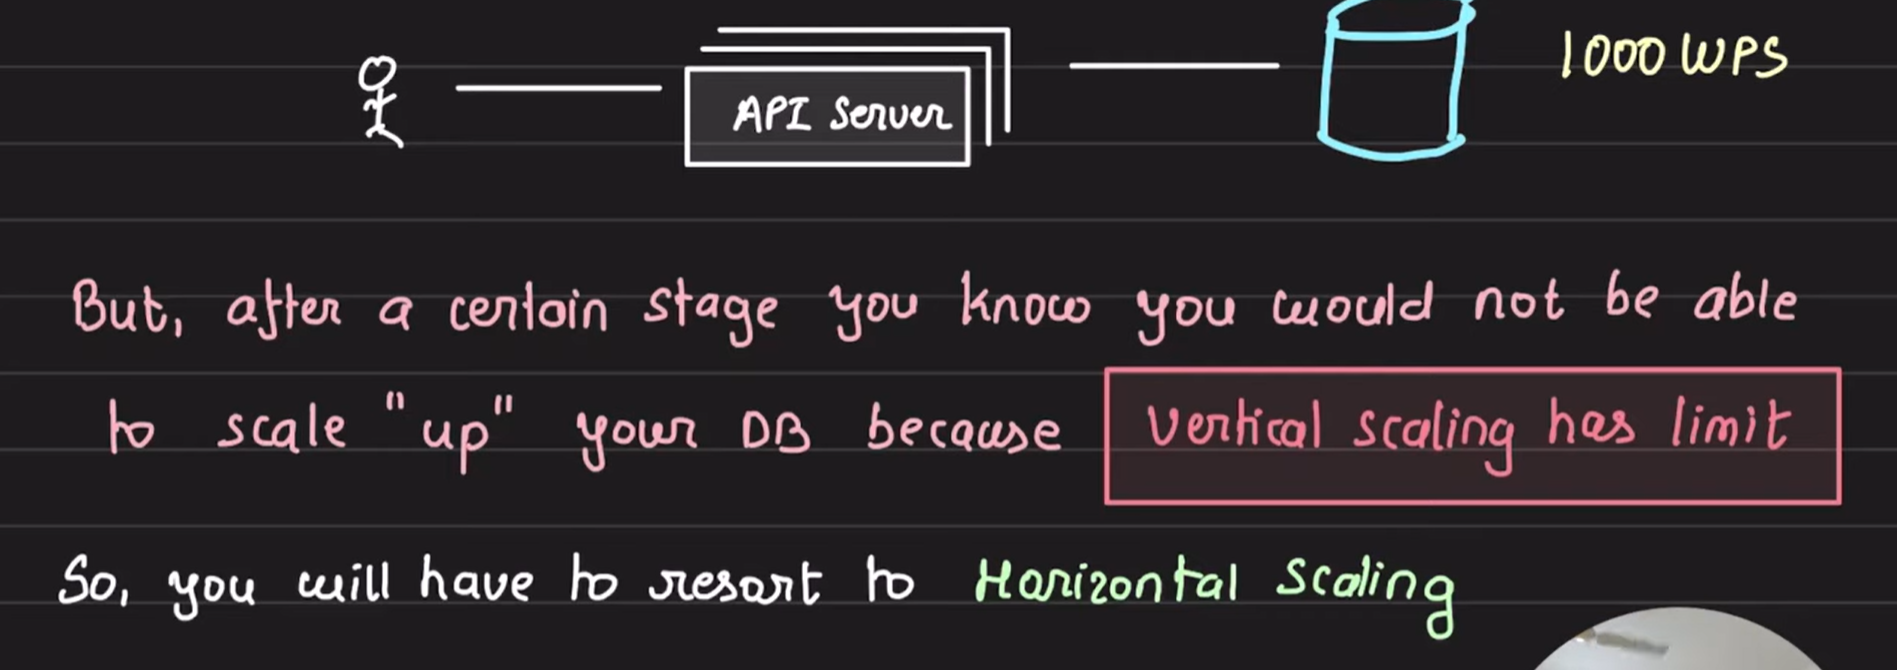 API Server
1000 WPS
But, after a certain stage you know you would not be able
to scale "up" your DB because vertical scaling has limit
So, you will have to resort to Horizontal Scaling